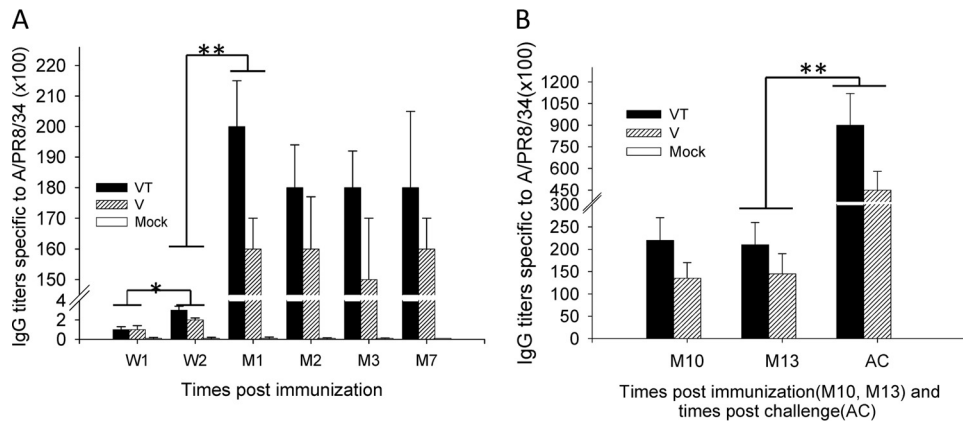 A
IgG titers specific to A/PR8/34 (x100)
220
210
200
190
180
170
160
150
4
2
0
VT
V
Mock
*
**
W1 W2 M1 M2 M3 M7
Times post immunization
B
IgG titers specific to A/PR8/34(x100)
1200
1050
900
750
600
450
300
250
200
150
100
50
0
VT
V
Mock
**
M10 M13 AC
Times post immunization(M10, M13) and
times post challenge(AC)